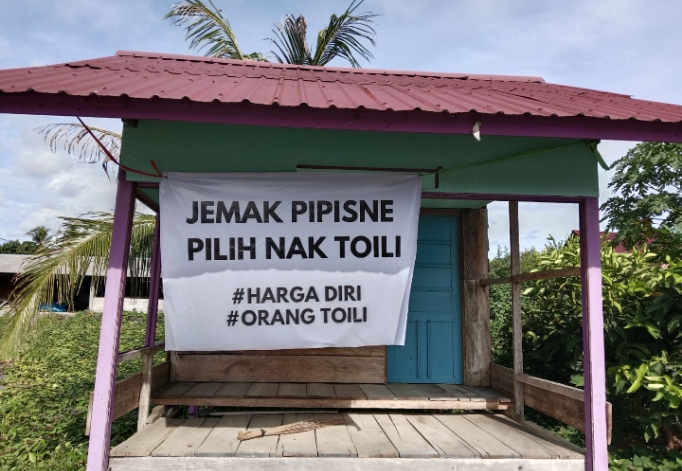 JEMAK PIPISNE
PILIH NAK TOILI
#HARGA DIRI
#ORANG TOILI